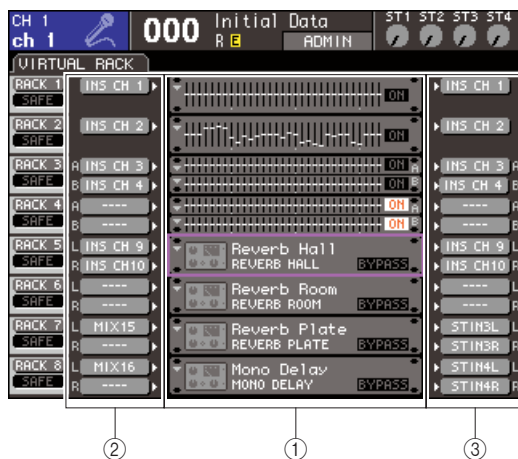 CH 1
ch 1
000
Initial Data
R E ADMIN
ST1 ST2 ST3 ST4
VIRTUAL RACK
RACK 1 INS CH 1 ON INS CH 1
SAFE
RACK 2 INS CH 2 ON INS CH 2
SAFE
RACK 3 A INS CH 3 ON A INS CH 3 A
SAFE B INS CH 4 ON B INS CH 4 B
RACK 4 A ---- ON A ---- A
SAFE B ---- ON B ---- B
RACK 5 L INS CH 9 Reverb Hall INS CH 9 L
SAFE R INS CH10 REVERB HALL BYPASS INS CH10 R
RACK 6 L ---- Reverb Room ---- L
SAFE R ---- REVERB ROOM BYPASS ---- R
RACK 7 L MIX15 Reverb Plate STIN3L L
SAFE R ---- REVERB PLATE BYPASS STIN3R R
RACK 8 L MIX16 Mono Delay STIN4L L
SAFE R ---- MONO DELAY BYPASS STIN4R R
② ① ③